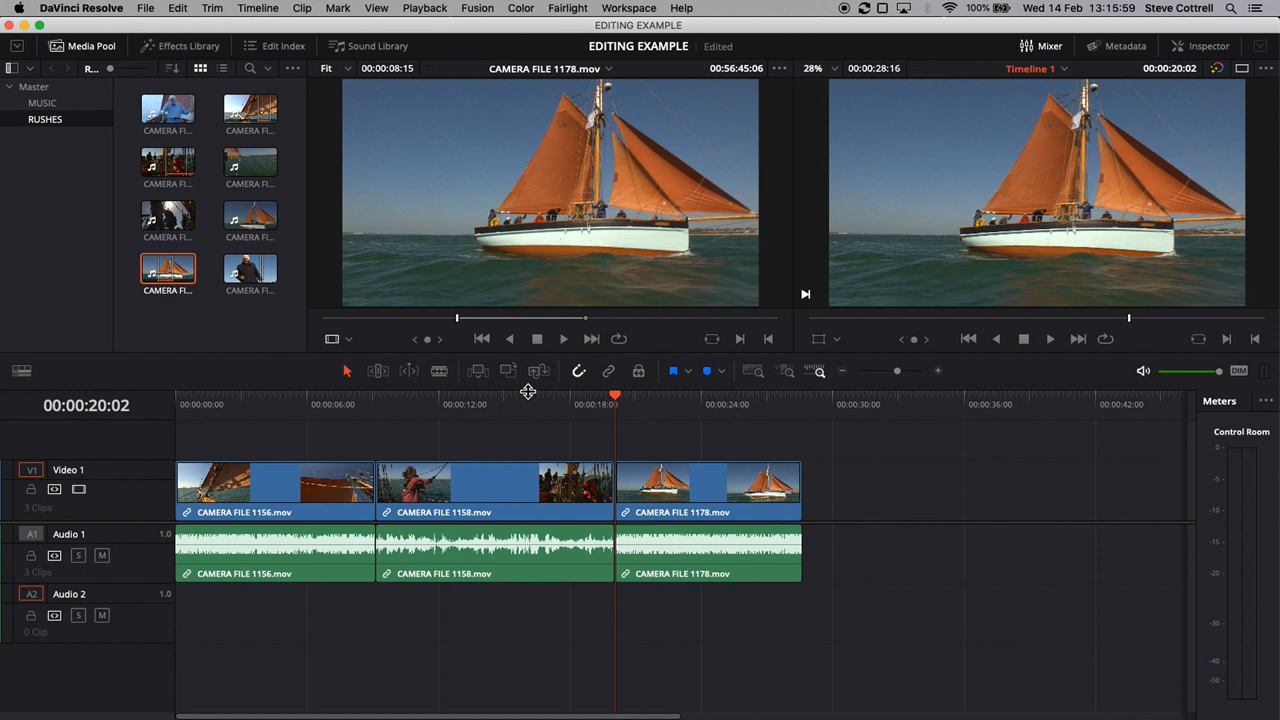 DaVinci Resolve File Edit Trim Timeline Clip Mark View Playback Fusion Color Fairlight Workspace Help 100% Wed 14 Feb 13:15:59 Steve Cottrell
EDITING EXAMPLE
Media Pool Effects Library Edit Index Sound Library EDITING EXAMPLE Edited Mixer Metadata Inspector
R... Fit 00:00:08:15 CAMERA FILE 1178.mov 00:56:45:06 28% 00:00:28:16 Timeline 1 00:00:20:02
Master
MUSIC
RUSHES
CAMERA FI... CAMERA FI...
CAMERA FI... CAMERA FI...
CAMERA FI... CAMERA FI...
CAMERA FI... CAMERA FI...
DIM
00:00:20:02 00:00:00:00 00:00:06:00 00:00:12:00 00:00:18:00 00:00:24:00 00:00:30:00 00:00:36:00 00:00:42:00
Meters
Control Room
V1 Video 1
3 Clips
CAMERA FILE 1156.mov CAMERA FILE 1158.mov CAMERA FILE 1178.mov
A1 Audio 1 1.0
S M
3 Clips
CAMERA FILE 1156.mov CAMERA FILE 1158.mov CAMERA FILE 1178.mov
A2 Audio 2 1.0
S M
0 Clip
0
-5
-10
-15
-20
-30
-40
-50